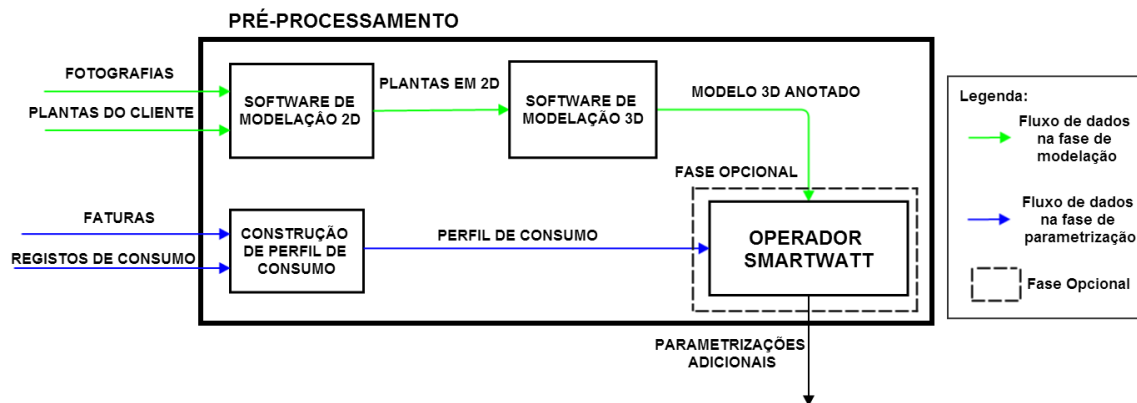 PRÉ-PROCESSAMENTO
FOTOGRAFIAS
PLANTAS DO CLIENTE
SOFTWARE DE
MODELAÇÂO 2D
PLANTAS EM 2D
SOFTWARE DE
MODELAÇÃO 3D
MODELO 3D ANOTADO
FASE OPCIONAL
FATURAS
REGISTOS DE CONSUMO
CONSTRUÇÃO
DE PERFIL DE
CONSUMO
PERFIL DE CONSUMO
OPERADOR
SMARTWATT
PARAMETRIZAÇÕES
ADICIONAIS
Legenda:
Fluxo de dados
na fase de
modelação
Fluxo de dados
na fase de
parametrização
Fase Opcional